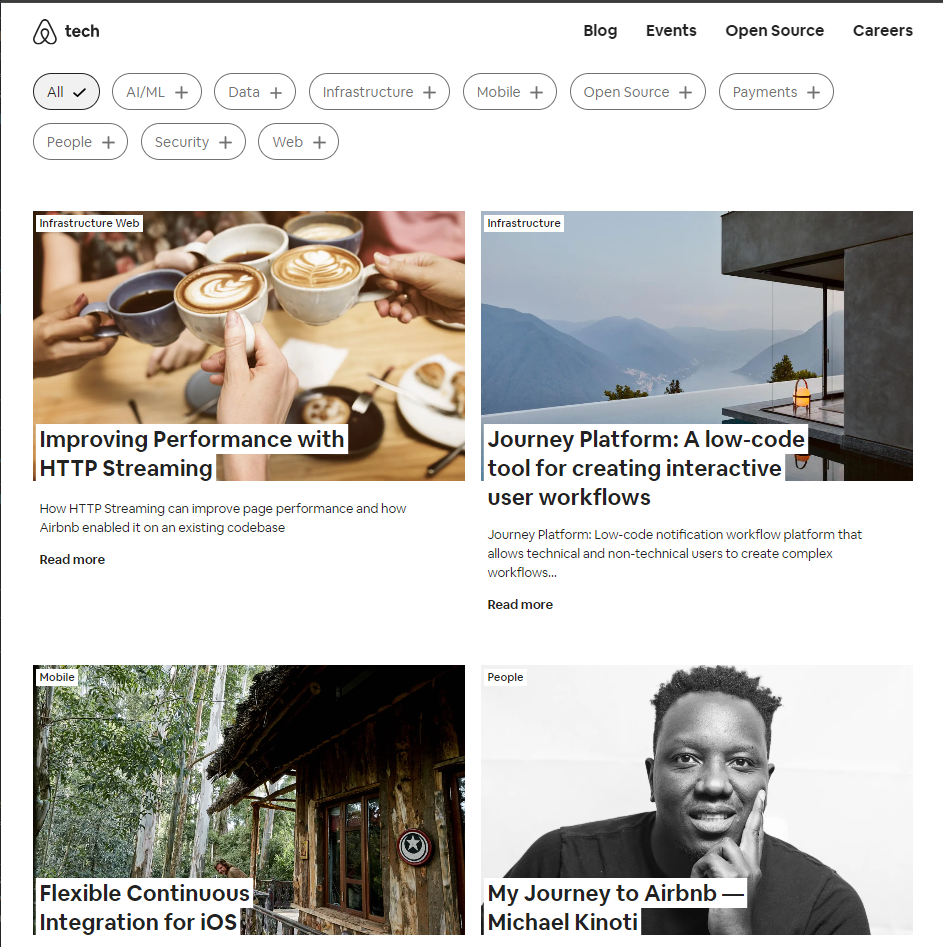 tech
Blog Events Open Source Careers
All AI/ML Data Infrastructure Mobile Open Source Payments
People Security Web
Infrastructure Web
Improving Performance with
HTTP Streaming
How HTTP Streaming can improve page performance and how
Airbnb enabled it on an existing codebase
Read more
Infrastructure
Journey Platform: A low-code
tool for creating interactive
user workflows
Journey Platform: Low-code notification workflow platform that
allows technical and non-technical users to create complex
workflows...
Read more
Mobile
Flexible Continuous
Integration for iOS
People
My Journey to Airbnb —
Michael Kinoti